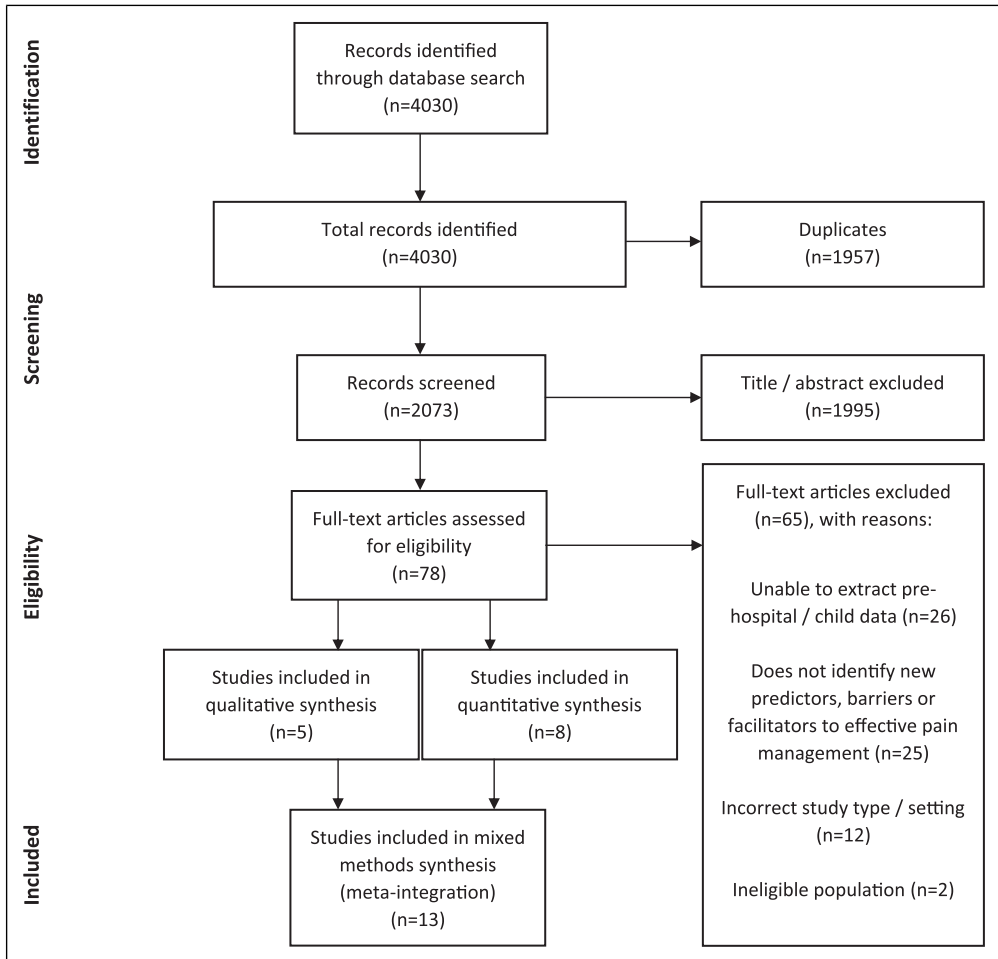 Identification
Records identified
through database search
(n=4030)
Total records identified
(n=4030)
Duplicates
(n=1957)
Screening
Records screened
(n=2073)
Title / abstract excluded
(n=1995)
Eligibility
Full-text articles assessed
for eligibility
(n=78)
Full-text articles excluded
(n=65), with reasons:
Unable to extract pre-
hospital / child data (n=26)
Does not identify new
predictors, barriers or
facilitators to effective pain
management (n=25)
Incorrect study type / setting
(n=12)
Ineligible population (n=2)
Studies included in
qualitative synthesis
(n=5)
Studies included in
quantitative synthesis
(n=8)
Included
Studies included in mixed
methods synthesis
(meta-integration)
(n=13)